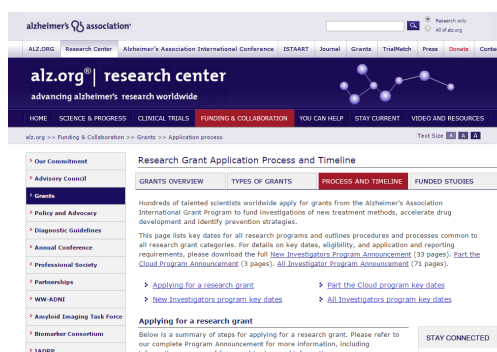 alzheimer's association®
Research only
All of alz.org
ALZ.ORG Research Center Alzheimer's Association International Conference ISTAART Journal Grants TrialMatch Press Donate
alz.org® | research center
advancing alzheimer's research worldwide
HOME SCIENCE & PROGRESS CLINICAL TRIALS FUNDING & COLLABORATION YOU CAN HELP STAY CURRENT VIDEO AND RESOURCES
alz.org >> Funding & Collaboration >> Grants >> Application process
Text Size A A A
Our Commitment
Advisory Council
Grants
Policy and Advocacy
Diagnostic Guidelines
Annual Conference
Professional Society
Partnerships
WW-ADNI
Amyloid Imaging Task Force
Biomarker Consortium
Research Grant Application Process and Timeline
GRANTS OVERVIEW TYPES OF GRANTS PROCESS AND TIMELINE FUNDED STUDIES
Hundreds of talented scientists worldwide apply for grants from the Alzheimer's Association
International Grant Program to fund investigations of new treatment methods, accelerate drug
development and identify prevention strategies.
This page lists key dates for all research programs and outlines procedures and processes common to
all research grant categories. For details on key dates, eligibility, and application and reporting
requirements, please download the full New Investigators Program Announcement (33 pages). Part the
Cloud Program Announcement (3 pages). All Investigator Program Announcement (71 pages).
Applying for a research grant
Part the Cloud program key dates
New Investigators program key dates
All Investigators program key dates
Applying for a research grant
Below is a summary of steps for applying for a research grant. Please refer to
our complete Program Announcement for more information, including
STAY CONNECTED